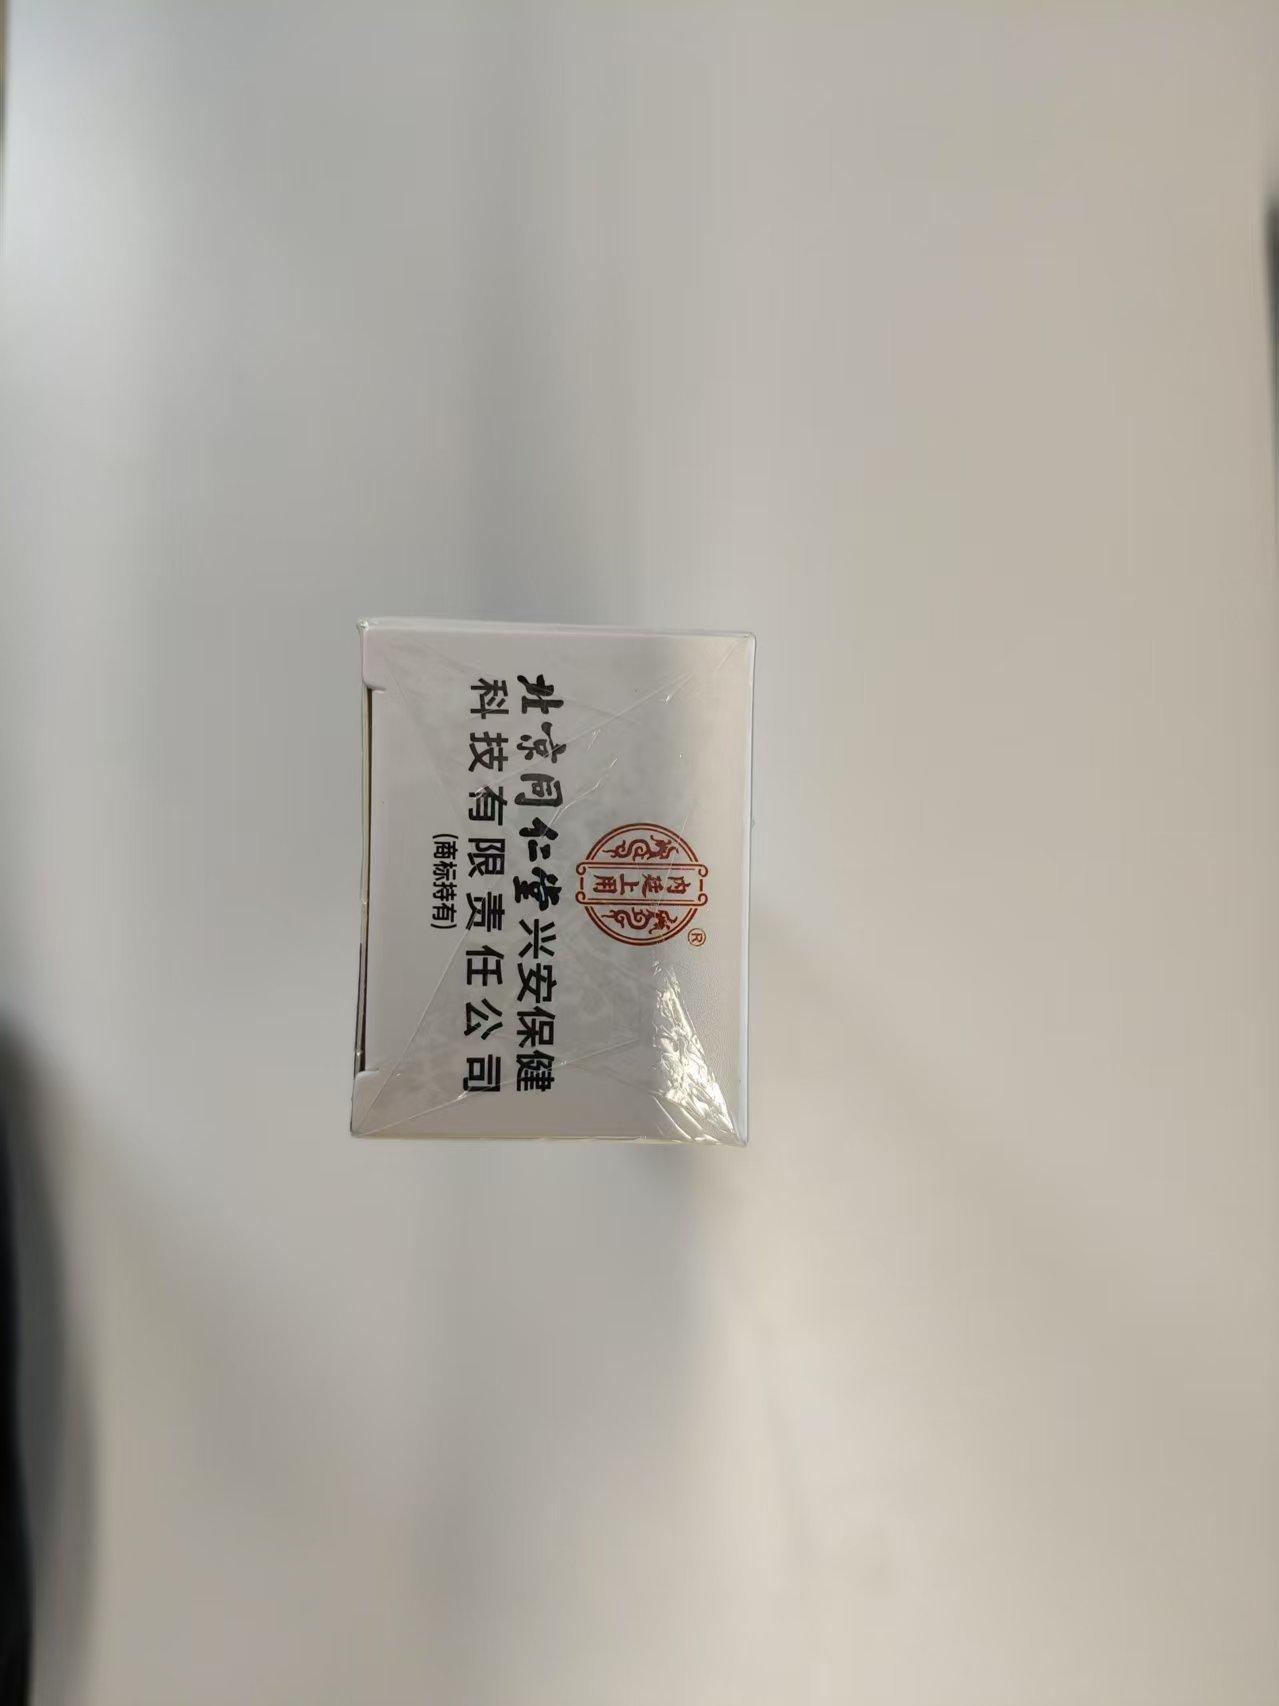 内廷上用
®
北京同仁堂兴安保健
科技有限责任公司
(商标持有)